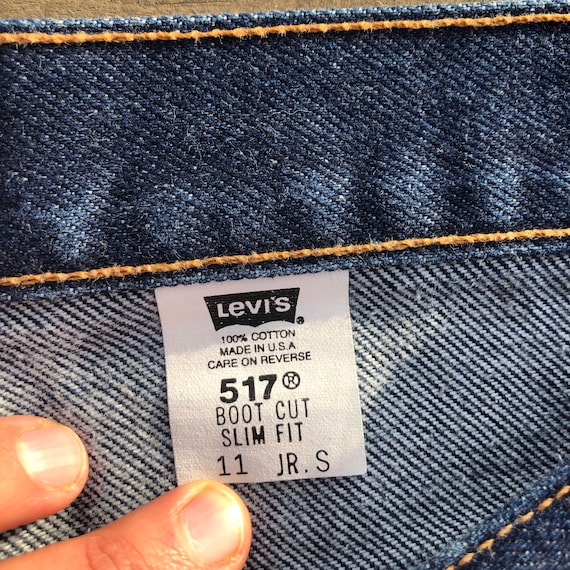 Levi's ®
100% COTTON
MADE IN U.S.A
CARE ON REVERSE
517®
BOOT CUT
SLIM FIT
11 JR.S